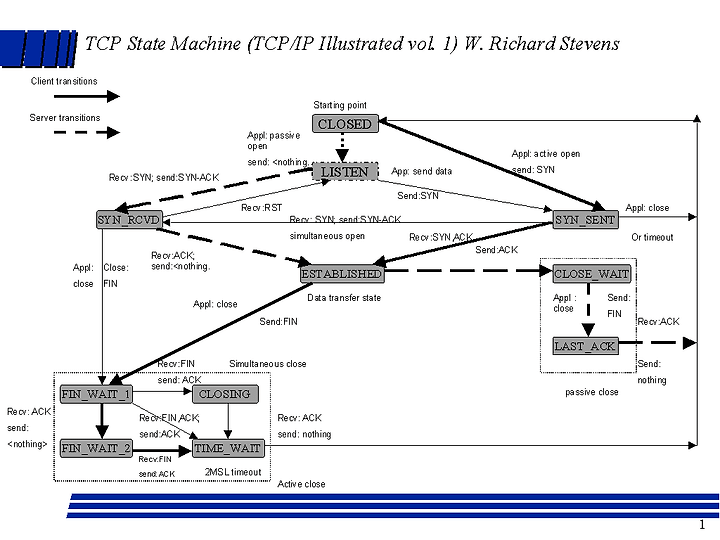 TCP State Machine (TCP/IP Illustrated vol. 1) W. Richard Stevens
Client transitions
Server transitions
Starting point
CLOSED
Appl: passive
open
send: <nothing.
LISTEN
App: send data
Appl: active open
send: SYN
Recv:SYN; send:SYN-ACK
Send:SYN
Recv:RST
Appl: close
SYN_RCVD
Recv: SYN; send:SYN-ACK
SYN_SENT
simultaneous open
Recv:SYN,ACK
Or timeout
Send:ACK
Recv:ACK;
send:<nothing.
Appl: Close:
close FIN
ESTABLISHED
CLOSE_WAIT
Data transfer state
Appl: close
Appl :
close
Send:
FIN
Send:FIN
Recv:ACK
LAST_ACK
Recv:FIN
Simultaneous close
Send:
send: ACK
nothing
FIN_WAIT_1
CLOSING
passive close
Recv: ACK
send:
<nothing>
Recv:FIN,ACK;
send:ACK
Recv: ACK
send: nothing
FIN_WAIT_2
TIME_WAIT
Recv:FIN
send:ACK
2MSL timeout
Active close
1